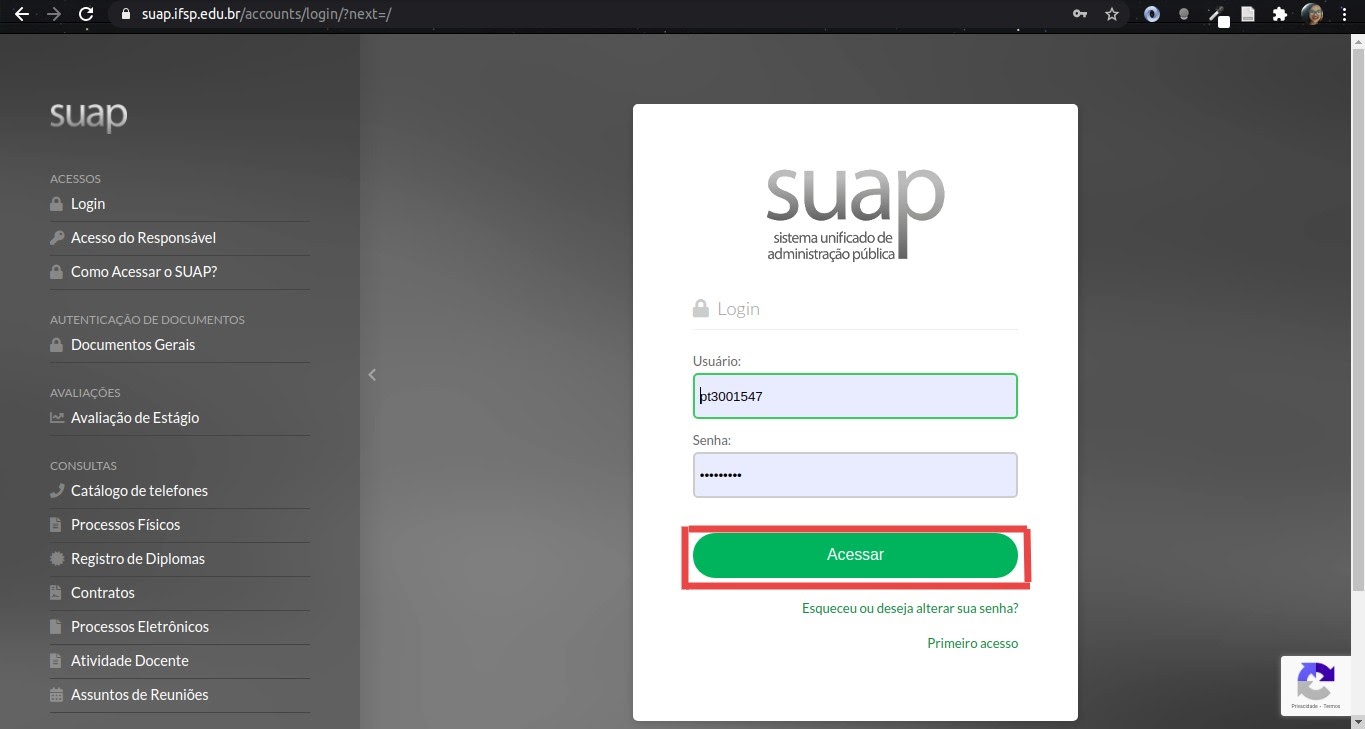 suap.ifsp.edu.br/accounts/login/?next=/
suap
ACESSOS
Login
Acesso do Responsável
Como Acessar o SUAP?
AUTENTICAÇÃO DE DOCUMENTOS
Documentos Gerais
AVALIAÇÕES
Avaliação de Estágio
CONSULTAS
Catálogo de telefones
Processos Físicos
Registro de Diplomas
Contratos
Processos Eletrônicos
Atividade Docente
Assuntos de Reuniões
suap
sistema unificado de
administração pública
Login
Usuário:
pt3001547
Senha:
•••••••••
Acessar
Esqueceu ou deseja alterar sua senha?
Primeiro acesso
Privacidade - Termos